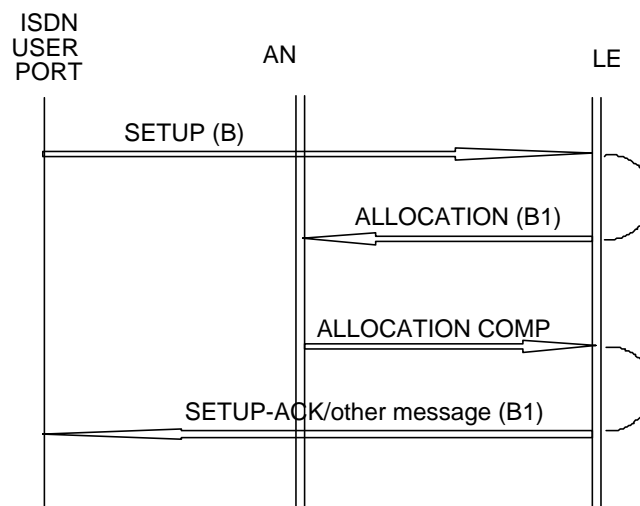 ISDN
USER
PORT
AN
LE
SETUP (B)
ALLOCATION (B1)
ALLOCATION COMP
SETUP-ACK/other message (B1)